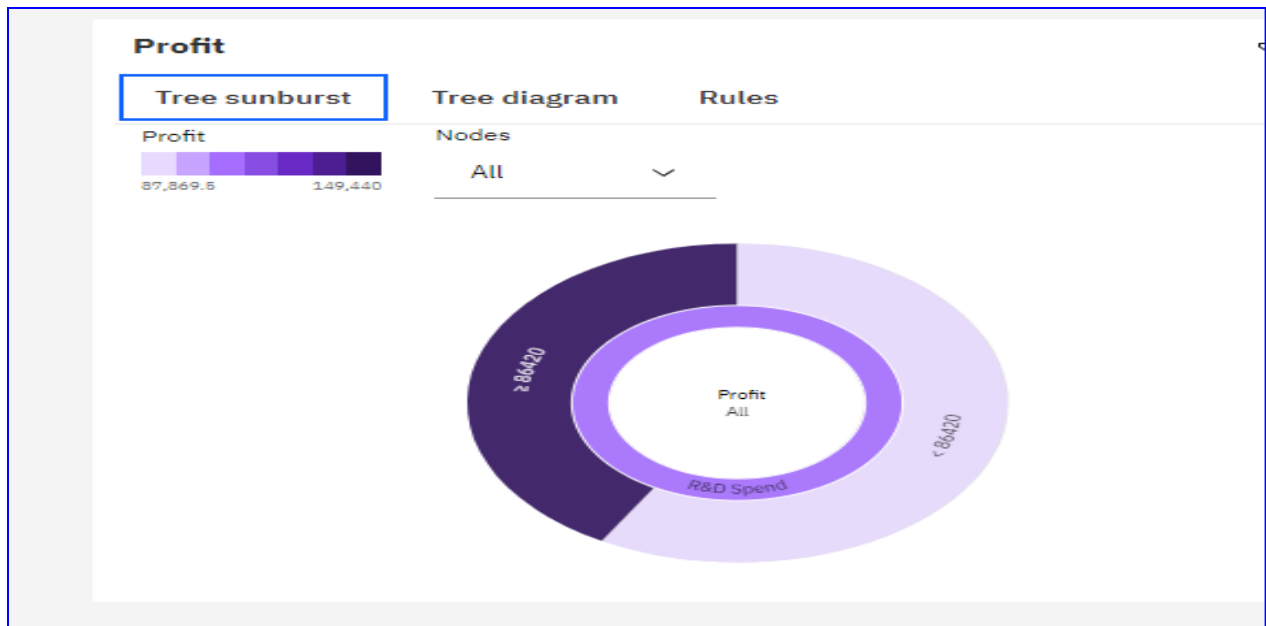 Profit
Tree sunburst Tree diagram Rules
Profit Nodes
All
87,869.5 149,440
≥ 86420
Profit
All
< 86420
R&D Spend